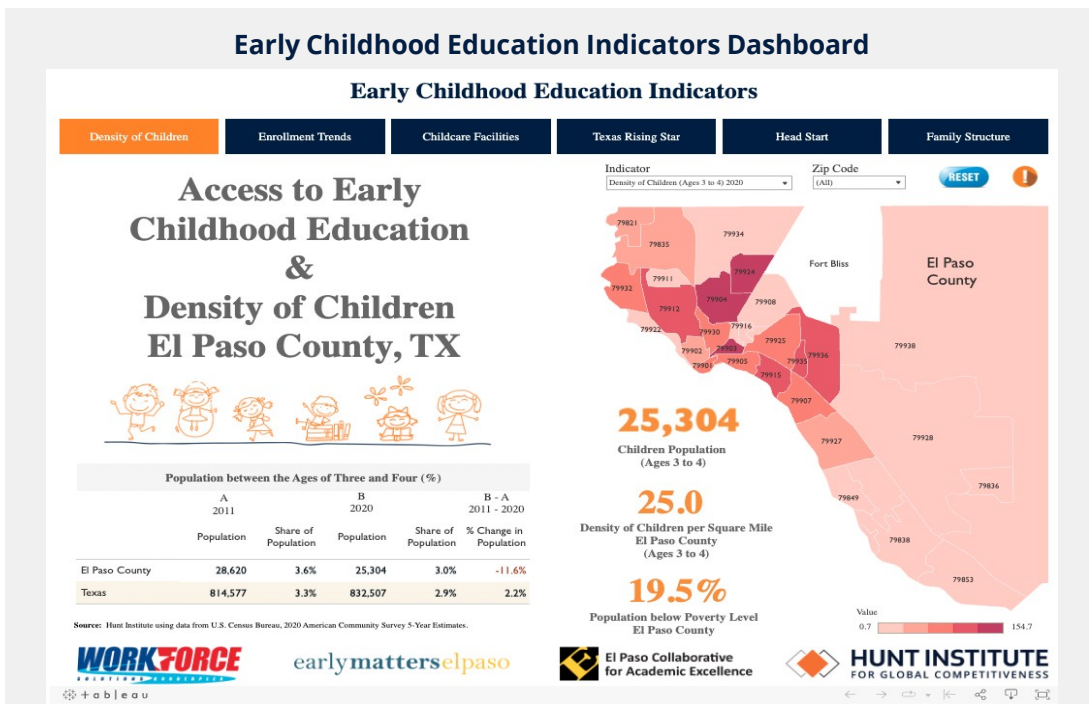 Early Childhood Education Indicators Dashboard
Early Childhood Education Indicators
Density of Children
Enrollment Trends
Childcare Facilities
Texas Rising Star
Head Start
Family Structure
Access to Early
Childhood Education
&
Density of Children
El Paso County, TX
Indicator
Density of Children (Ages 3 to 4) 2020
Zip Code
(All)
RESET
!
79821
79835
79934
79924
Fort Bliss
El Paso
County
79911
79932
79904
79912
79908
79922
79930
79916
79925
79938
79902
79903
79935
79936
79901
79905
79915
79907
79927
79928
79836
79849
79838
79853
25,304
Children Population
(Ages 3 to 4)
25.0
Density of Children per Square Mile
El Paso County
(Ages 3 to 4)
19.5%
Population below Poverty Level
El Paso County
Value
0.7
154.7
Population between the Ages of Three and Four (%)
A B B - A
2011 2020 2011 - 2020
Population Share of Population Population Share of Population % Change in Population
El Paso County 28,620 3.6% 25,304 3.0% -11.6%
Texas 814,577 3.3% 832,507 2.9% 2.2%
Source: Hunt Institute using data from U.S. Census Bureau, 2020 American Community Survey 5-Year Estimates.
WORKFORCE
SOLUTIONS BORDERPLEX
earlymatterselpaso
El Paso Collaborative
for Academic Excellence
HUNT INSTITUTE
FOR GLOBAL COMPETITIVENESS
+ableau